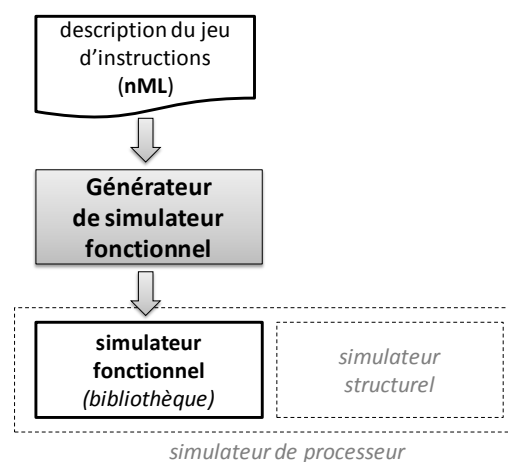 description du jeu
d’instructions
(nML)
Générateur
de simulateur
fonctionnel
simulateur
fonctionnel
(bibliothèque)
simulateur
structurel
simulateur de processeur